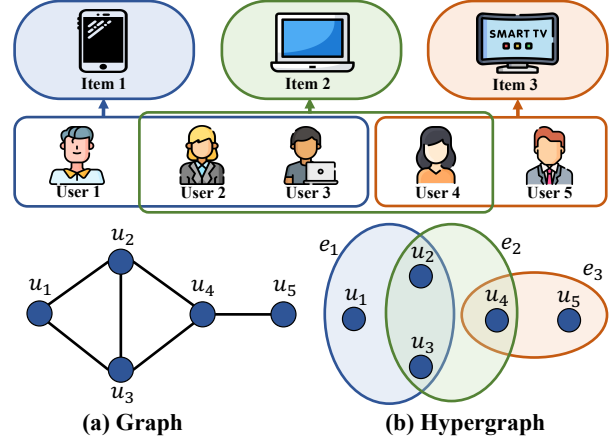 SMART TV
Item 1 Item 2 Item 3
User 1 User 2 User 3 User 4 User 5
u₂
u₁ u₄ u₅
u₃
(a) Graph
e₁ e₂ e₃
u₂
u₁ u₄ u₅
u₃
(b) Hypergraph